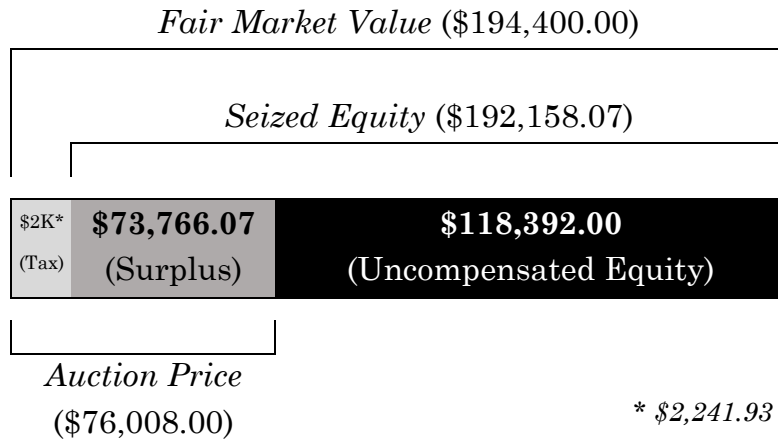 Fair Market Value ($194,400.00)
Seized Equity ($192,158.07)
$2K*
(Tax)
$73,766.07
(Surplus)
$118,392.00
(Uncompensated Equity)
Auction Price
($76,008.00)
* $2,241.93